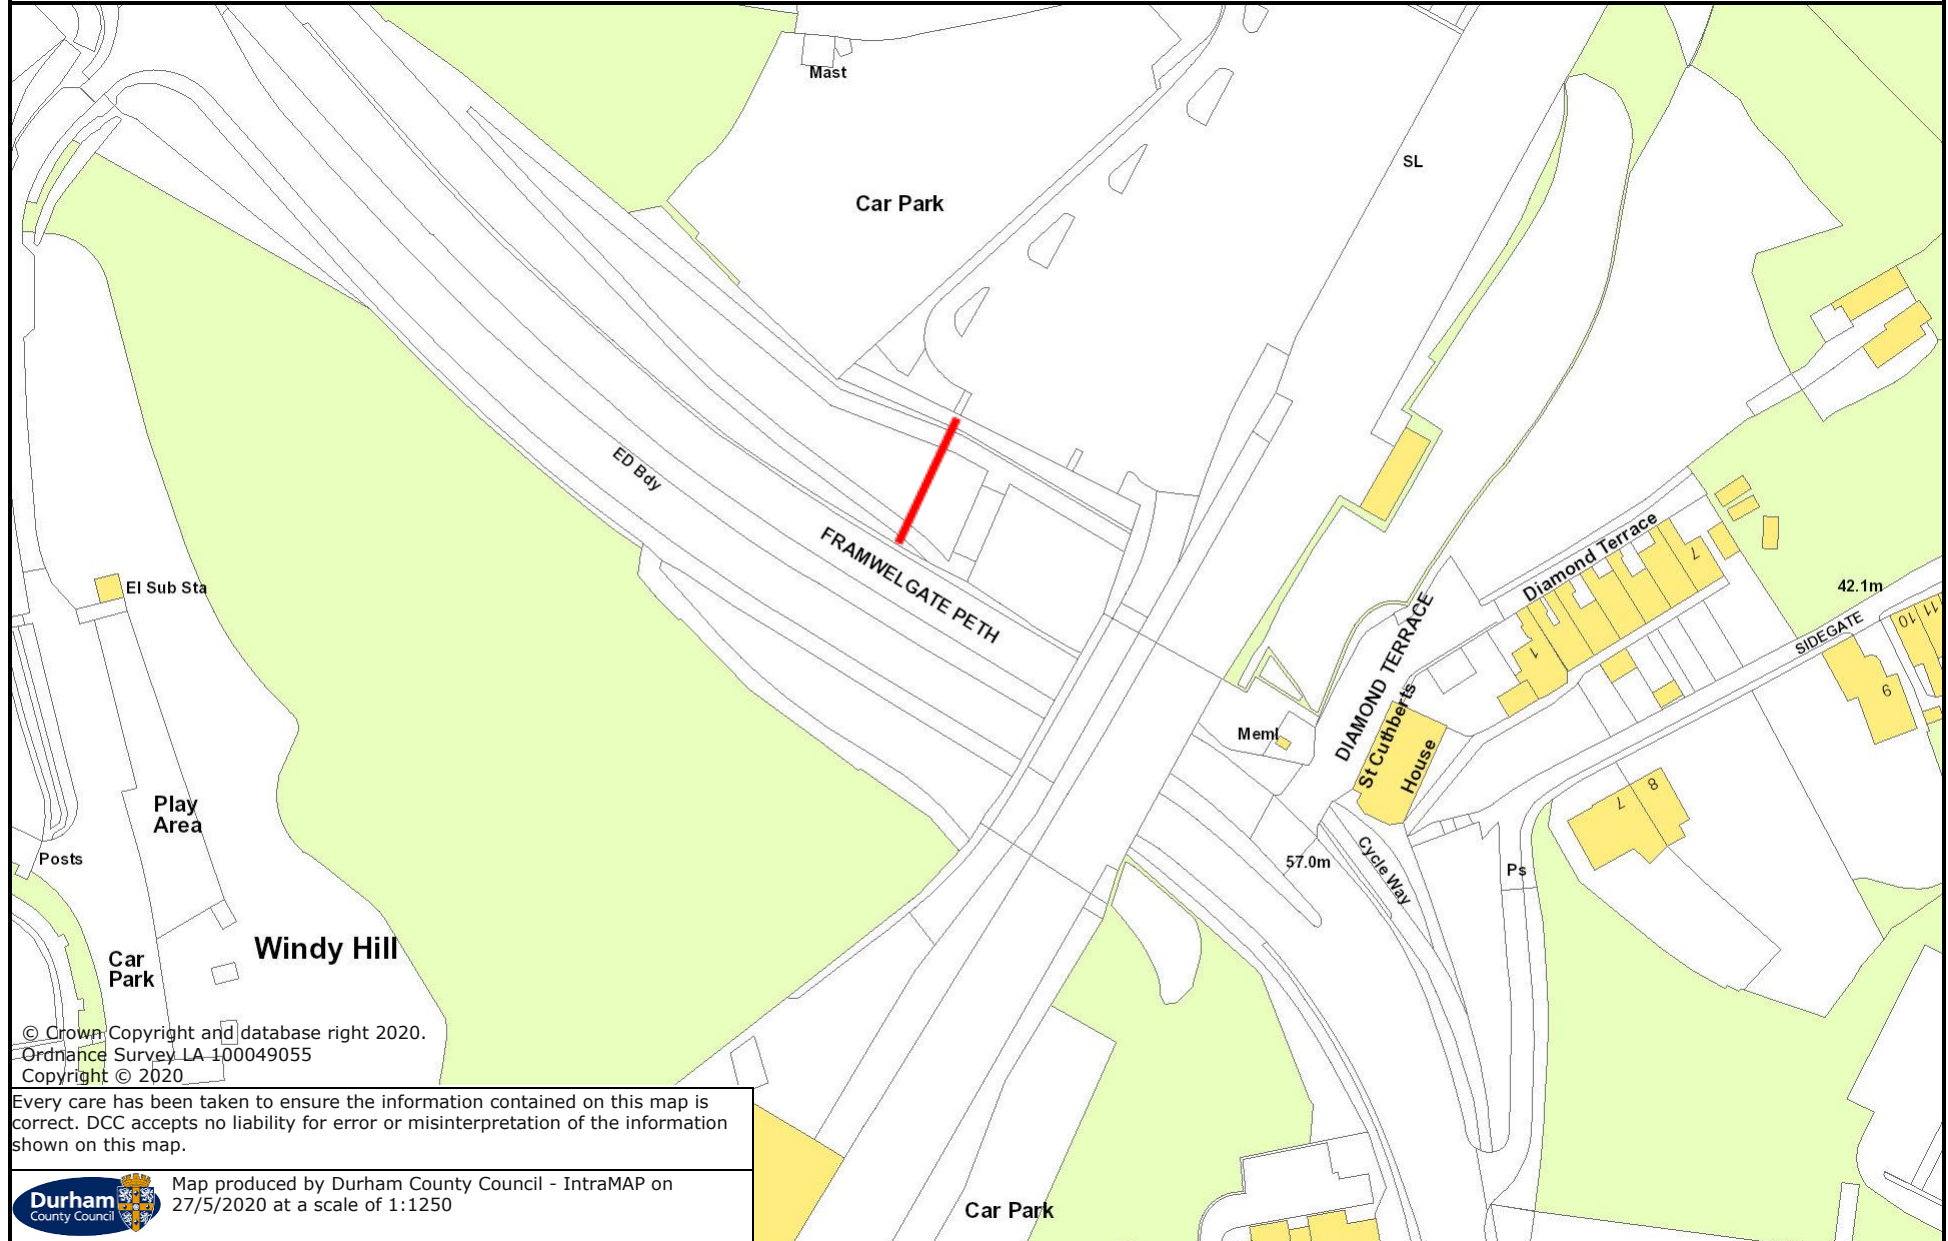 Mast
SL
Car Park
ED Bdy
FRAMWELGATE PETH
El Sub Sta
Diamond Terrace
7
1
42.1m
SIDEGATE
11
10
9
DIAMOND TERRACE
St Cuthberts
House
Meml
8
7
Play
Area
Posts
57.0m
Cycle Way
Ps
Windy Hill
Car
Park
Car Park
© Crown Copyright and database right 2020.
Ordnance Survey LA 100049055
Copyright © 2020
Every care has been taken to ensure the information contained on this map is
correct. DCC accepts no liability for error or misinterpretation of the information
shown on this map.
Durham
County Council
Map produced by Durham County Council - IntraMAP on
27/5/2020 at a scale of 1:1250